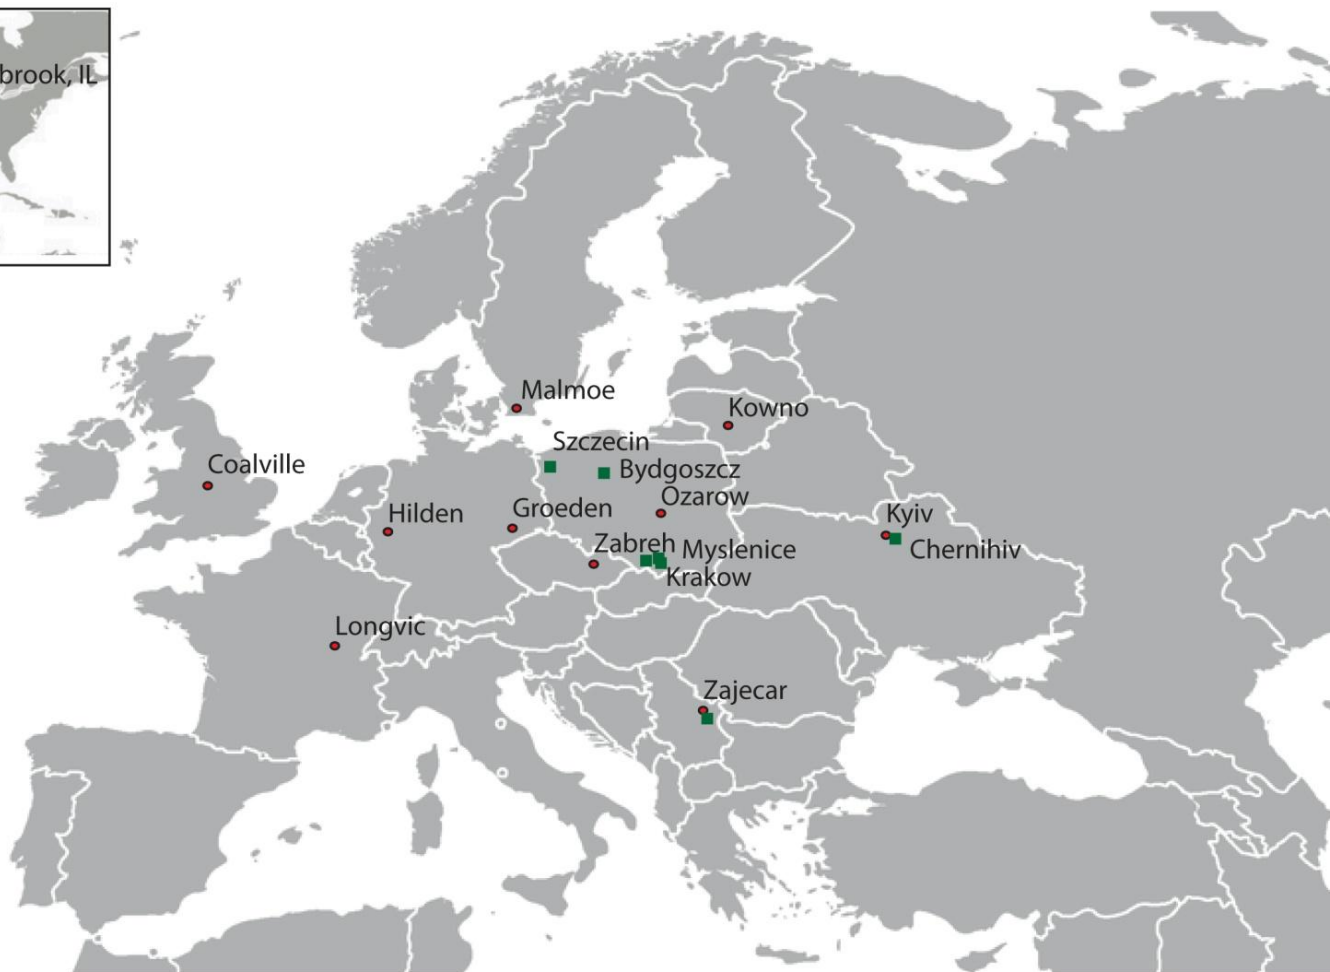 brook, IL
Malmoe
Kowno
Szczecin
Coalville
Bydgoszcz
Ozarow
Hilden
Groeden
Kyiv
Zabreh
Myslenice
Chernihiv
Krakow
Longvic
Zajecar